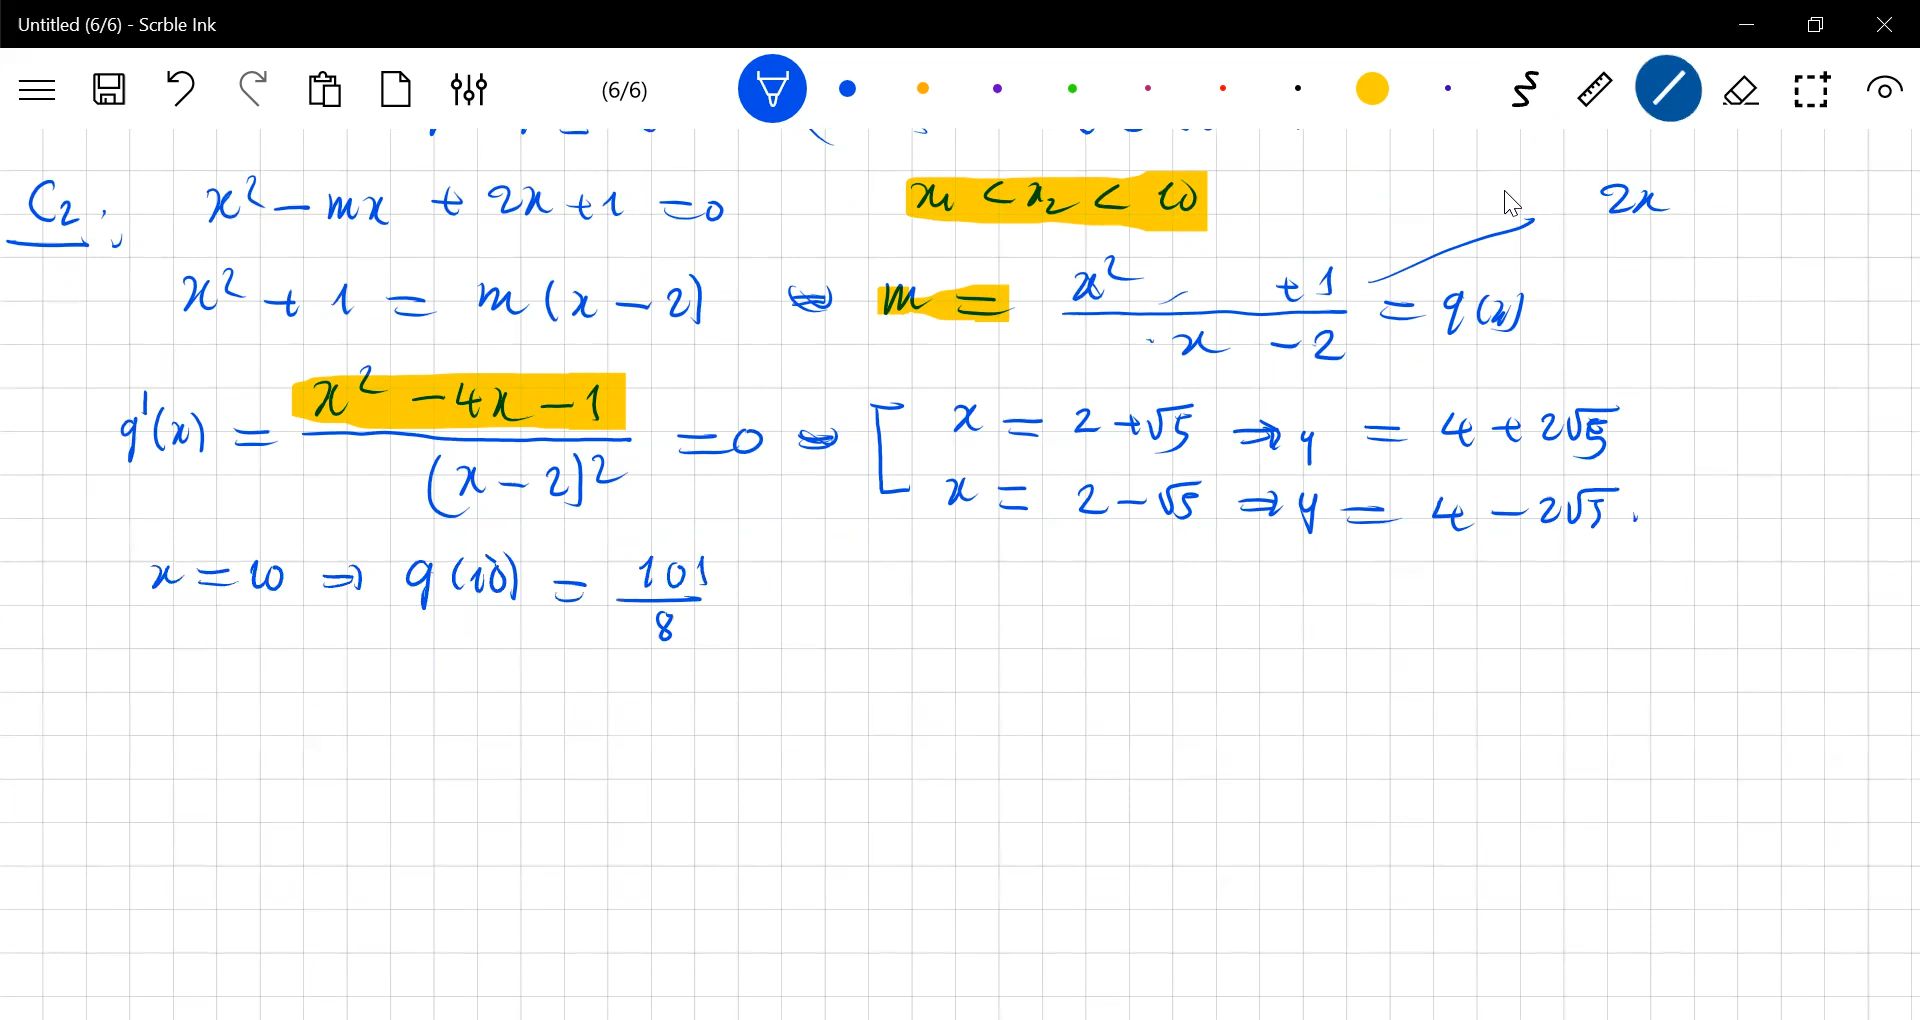 Untitled (6/6) - Scrble Ink
(6/6)
C2: x² - mx + 2x + 1 = 0 x₁ < x₂ < 10 2x
x² + 1 = m(x - 2) ⇔ m = (x² + 1)/(x - 2) = g(x)
g'(x) = (x² - 4x - 1)/(x - 2)² = 0 ⇔ [ x = 2 + √5 ⇒ y = 4 + 2√5
x = 2 - √5 ⇒ y = 4 - 2√5.
x = 10 ⇒ g(10) = 101/8